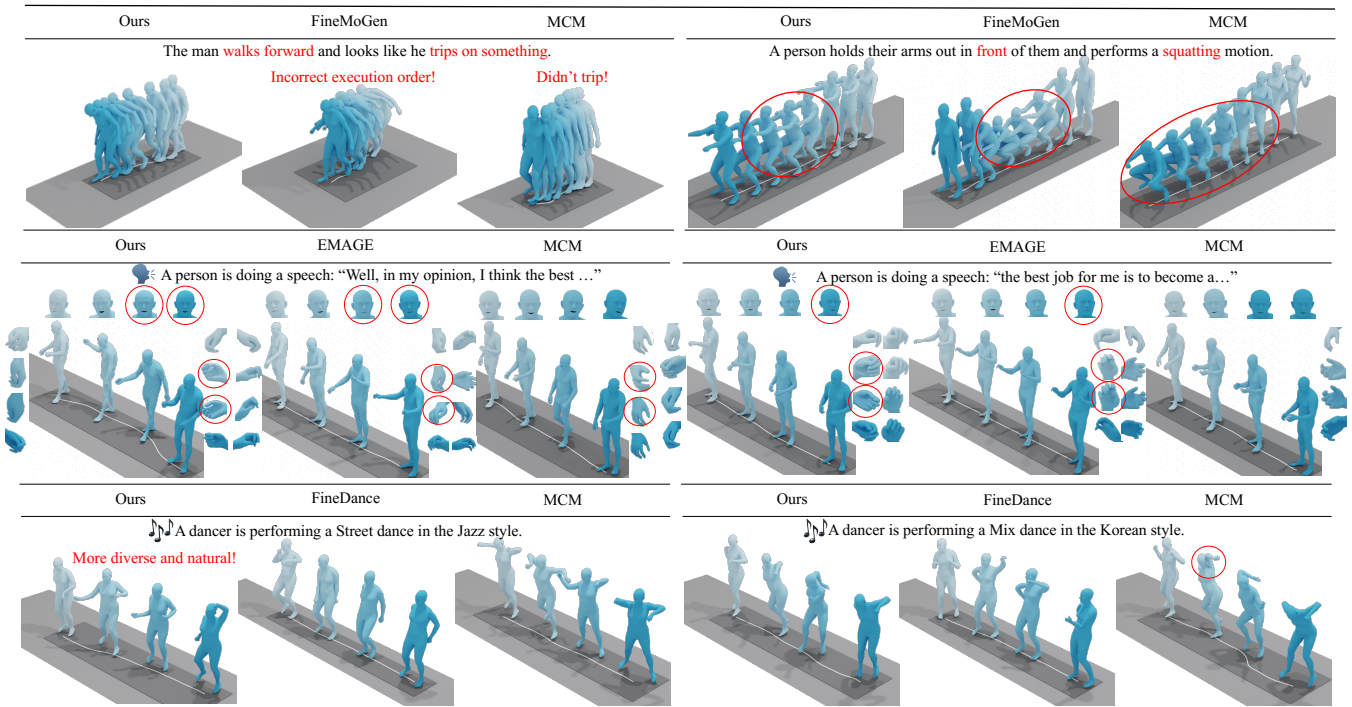 Ours FineMoGen MCM
The man walks forward and looks like he trips on something.
Incorrect execution order! Didn't trip!
Ours FineMoGen MCM
A person holds their arms out in front of them and performs a squatting motion.
Ours EMAGE MCM
A person is doing a speech: “Well, in my opinion, I think the best …”
Ours EMAGE MCM
A person is doing a speech: “the best job for me is to become a…”
Ours FineDance MCM
A dancer is performing a Street dance in the Jazz style.
More diverse and natural!
Ours FineDance MCM
A dancer is performing a Mix dance in the Korean style.